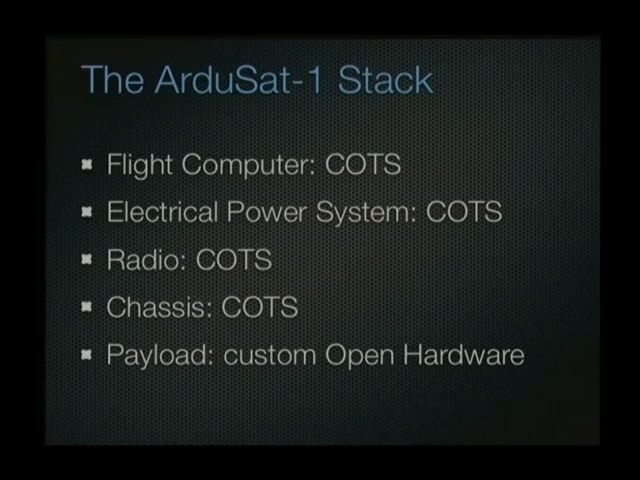 The ArduSat-1 Stack
Flight Computer: COTS
Electrical Power System: COTS
Radio: COTS
Chassis: COTS
Payload: custom Open Hardware